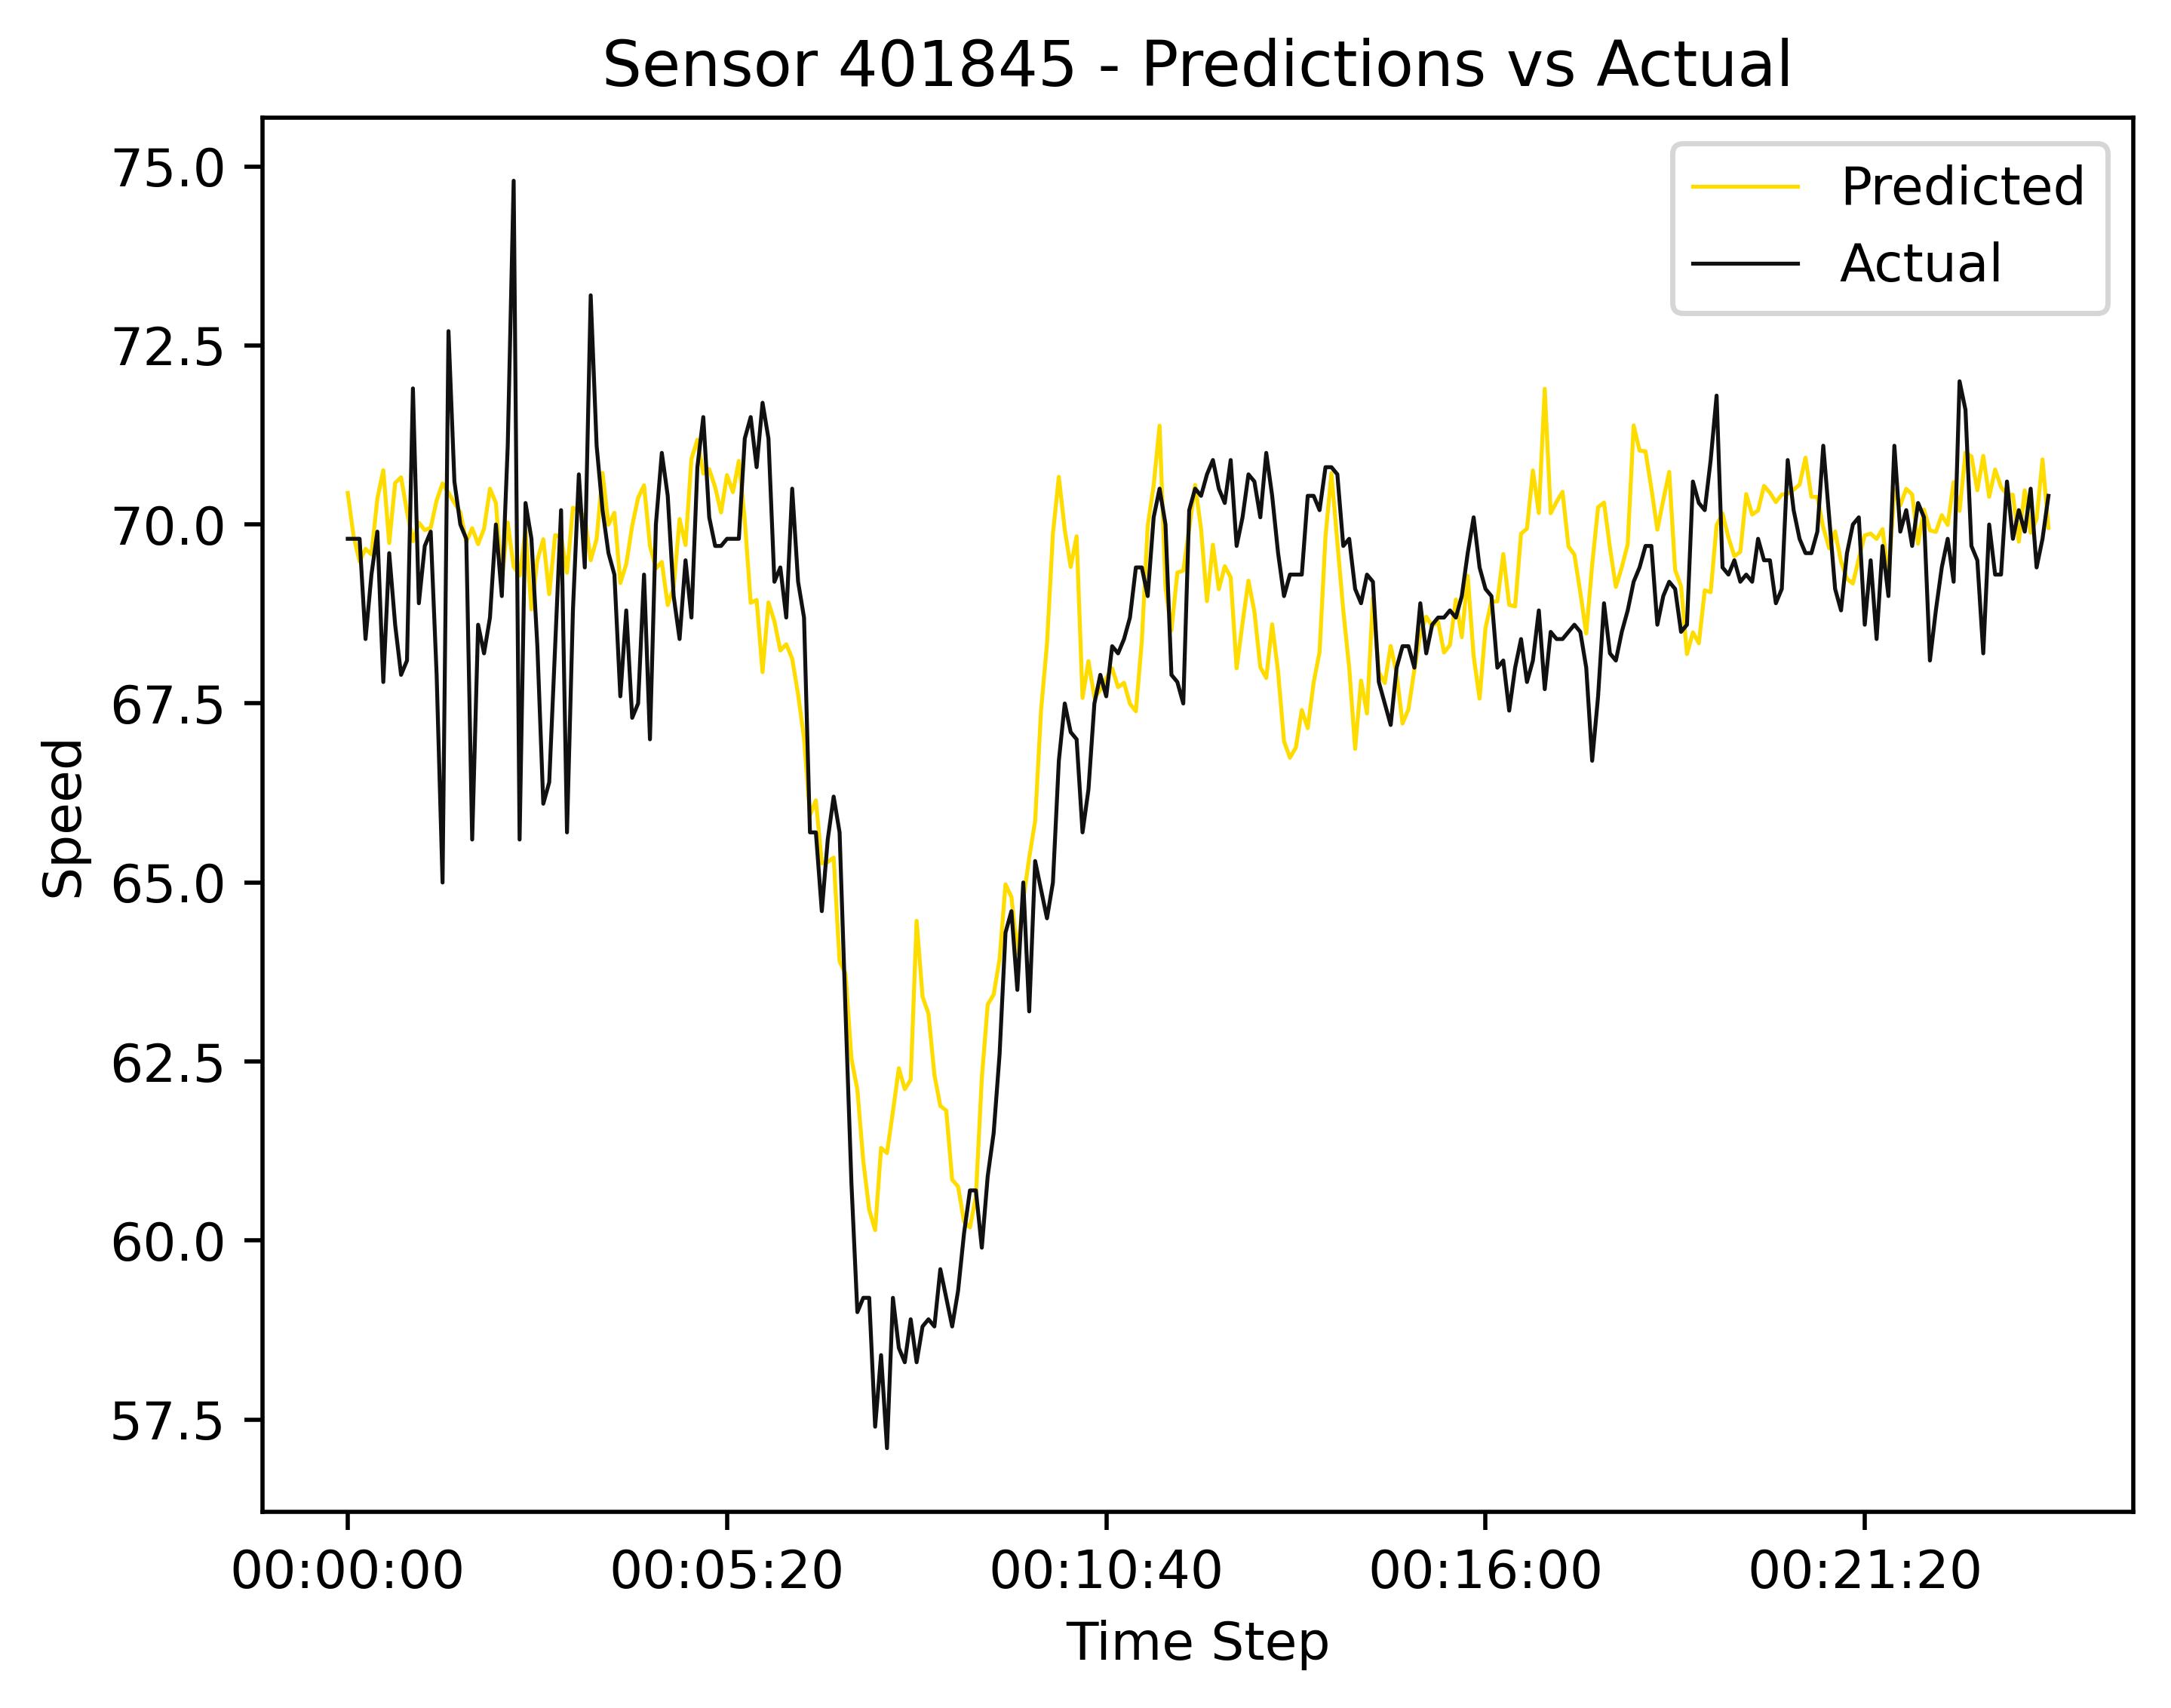 Sensor 401845 - Predictions vs Actual
Predicted
Actual
75.0
72.5
70.0
67.5
65.0
62.5
60.0
57.5
Speed
00:00:00 00:05:20 00:10:40 00:16:00 00:21:20
Time Step